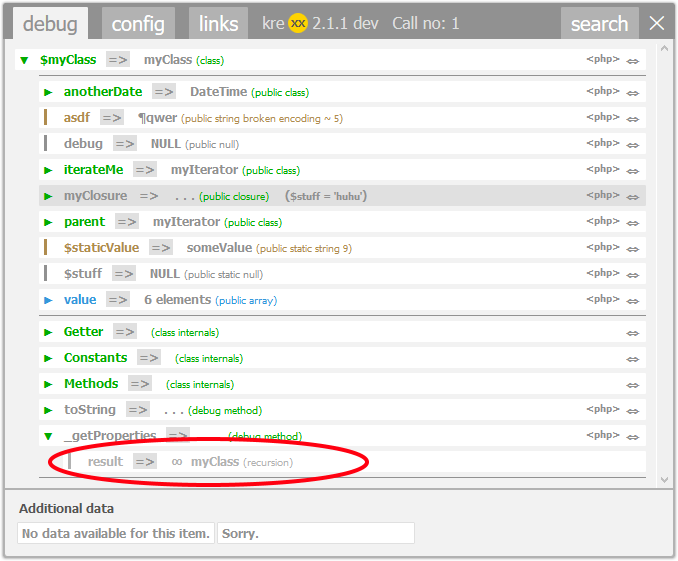 debug config links kre xx 2.1.1 dev Call no: 1 search
$myClass => myClass (class) <php>
anotherDate => DateTime (public class) <php>
asdf => ¶qwer (public string broken encoding ~ 5) <php>
debug => NULL (public null) <php>
iterateMe => myIterator (public class) <php>
myClosure => . . . (public closure) ($stuff = 'huhu') <php>
parent => myIterator (public class) <php>
$staticValue => someValue (public static string 9) <php>
$stuff => NULL (public static null) <php>
value => 6 elements (public array) <php>
Getter => (class internals)
Constants => (class internals)
Methods => (class internals)
toString => . . . (debug method) <php>
_getProperties => (debug method) <php>
result => ∞ myClass (recursion)
Additional data
No data available for this item. Sorry.